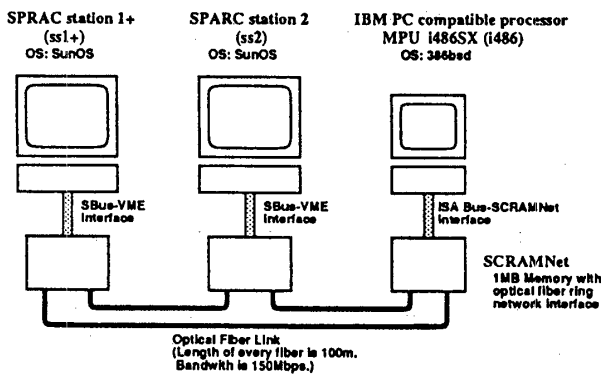 SPRAC station 1+
(ss1+)
OS: SunOS
SPARC station 2
(ss2)
OS: SunOS
IBM PC compatible processor
MPU i486SX (i486)
OS: 386bsd
SBus-VME
Interface
SBus-VME
Interface
ISA Bus-SCRAMNet
Interface
SCRAMNet
1MB Memory with
optical fiber ring
network interface
Optical Fiber Link
(Length of every fiber is 100m.
Bandwith is 150Mbps.)